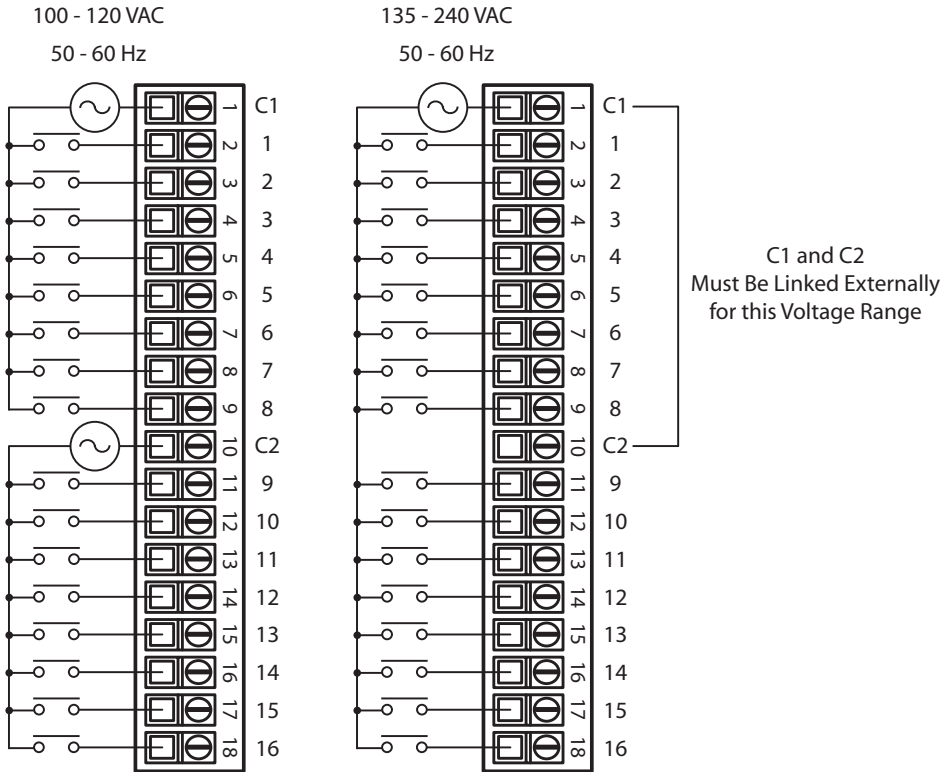 100 - 120 VAC
50 - 60 Hz
1 C1
2 1
3 2
4 3
5 4
6 5
7 6
8 7
9 8
10 C2
11 9
12 10
13 11
14 12
15 13
16 14
17 15
18 16
135 - 240 VAC
50 - 60 Hz
1 C1
2 1
3 2
4 3
5 4
6 5
7 6
8 7
9 8
10 C2
11 9
12 10
13 11
14 12
15 13
16 14
17 15
18 16
C1 and C2
Must Be Linked Externally
for this Voltage Range